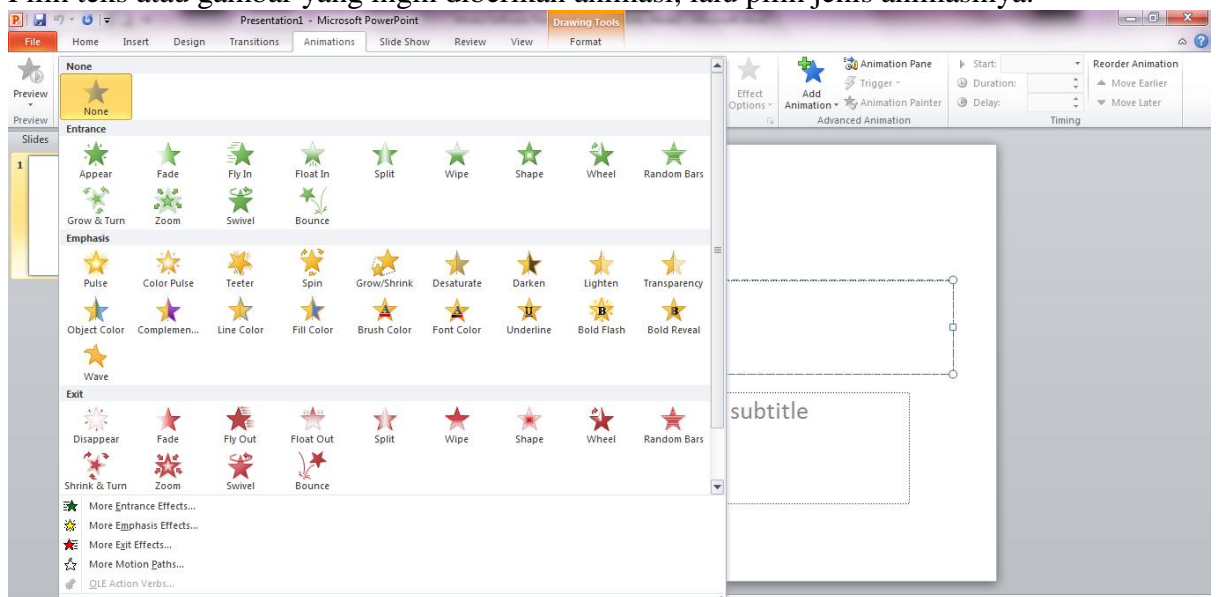 Pilih teks atau gambar yang ingin diberikan animasi, lalu pilih jenis animasinya.
Presentation1 - Microsoft PowerPoint
Drawing Tools
File Home Insert Design Transitions Animations Slide Show Review View Format
Preview
Preview
Slides
1
None
None
Entrance
Appear Fade Fly In Float In Split Wipe Shape Wheel Random Bars
Grow & Turn Zoom Swivel Bounce
Emphasis
Pulse Color Pulse Teeter Spin Grow/Shrink Desaturate Darken Lighten Transparency
Object Color Complemen... Line Color Fill Color Brush Color Font Color Underline Bold Flash Bold Reveal
Wave
Exit
Disappear Fade Fly Out Float Out Split Wipe Shape Wheel Random Bars
Shrink & Turn Zoom Swivel Bounce
More Entrance Effects...
More Emphasis Effects...
More Exit Effects...
More Motion Paths...
OLE Action Verbs...
Effect Options
Add Animation
Animation Pane
Trigger
Animation Painter
Advanced Animation
Start:
Duration:
Delay:
Reorder Animation
Move Earlier
Move Later
Timing
subtitle